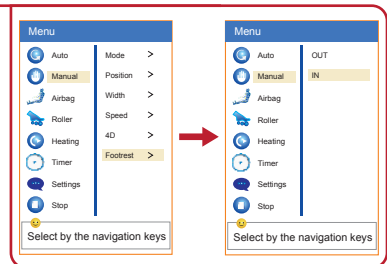 Menu
Auto
Manual
Airbag
Roller
Heating
Timer
Settings
Stop
Mode >
Position >
Width >
Speed >
4D >
Footrest >
Select by the navigation keys
Menu
Auto
Manual
Airbag
Roller
Heating
Timer
Settings
Stop
OUT
IN
Select by the navigation keys